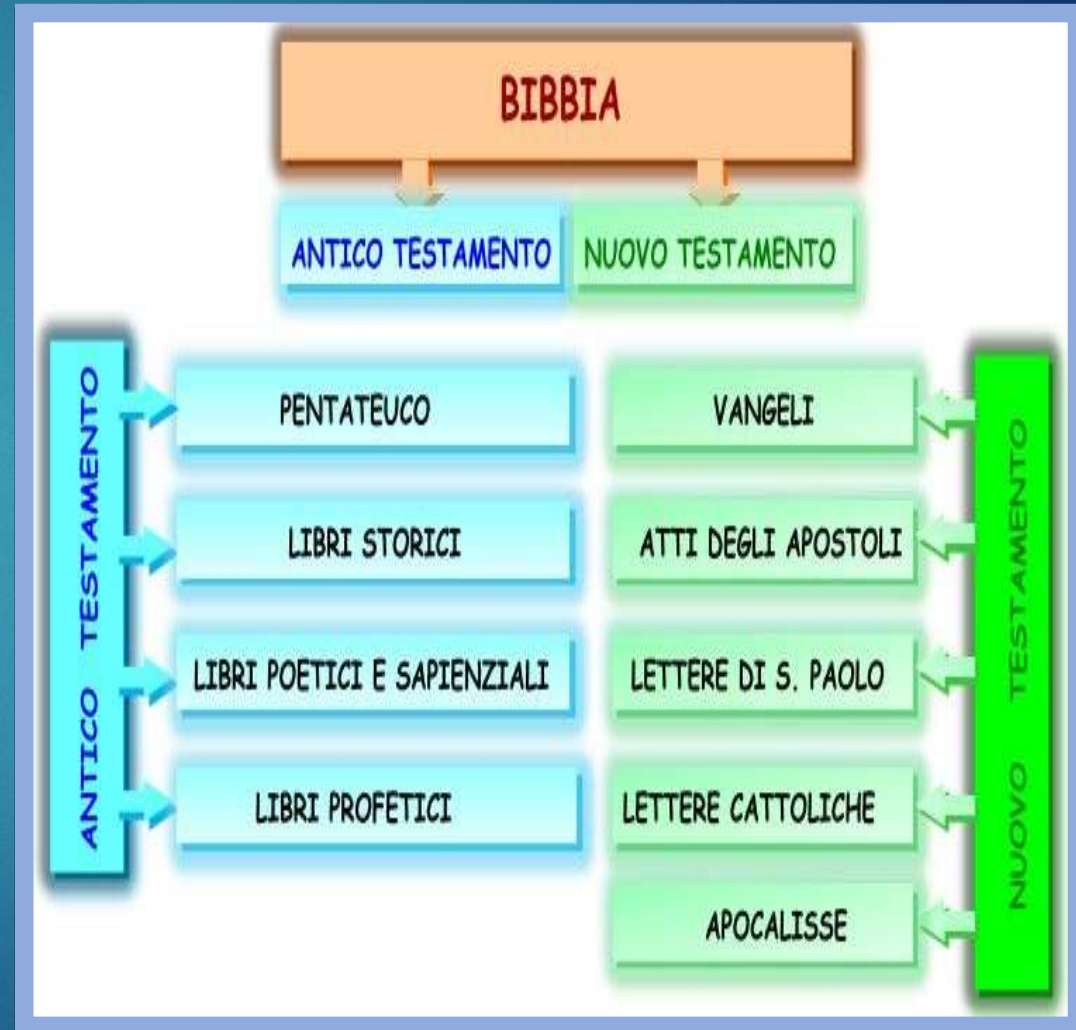 BIBBIA
ANTICO TESTAMENTO
NUOVO TESTAMENTO
ANTICO TESTAMENTO
PENTATEUCO
LIBRI STORICI
LIBRI POETICI E SAPIENZIALI
LIBRI PROFETICI
VANGELI
ATTI DEGLI APOSTOLI
LETTERE DI S. PAOLO
LETTERE CATTOLICHE
APOCALISSE
NUOVO TESTAMENTO